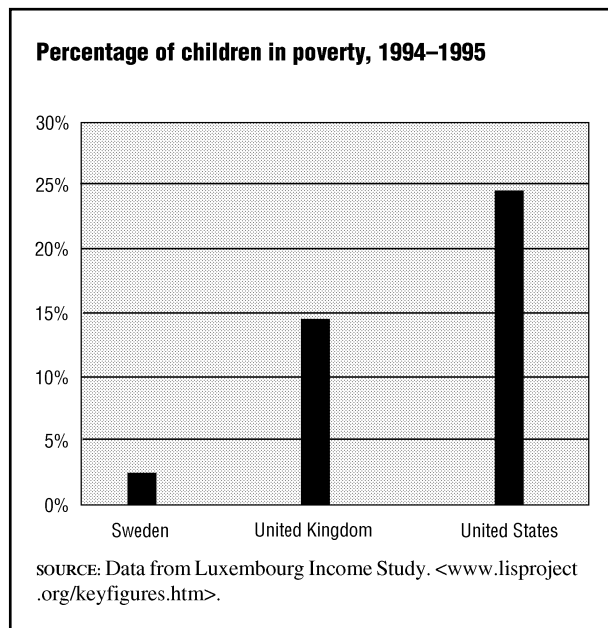 Percentage of children in poverty, 1994–1995
30%
25%
20%
15%
10%
5%
0%
Sweden United Kingdom United States
SOURCE: Data from Luxembourg Income Study. <www.lisproject
.org/keyfigures.htm>.